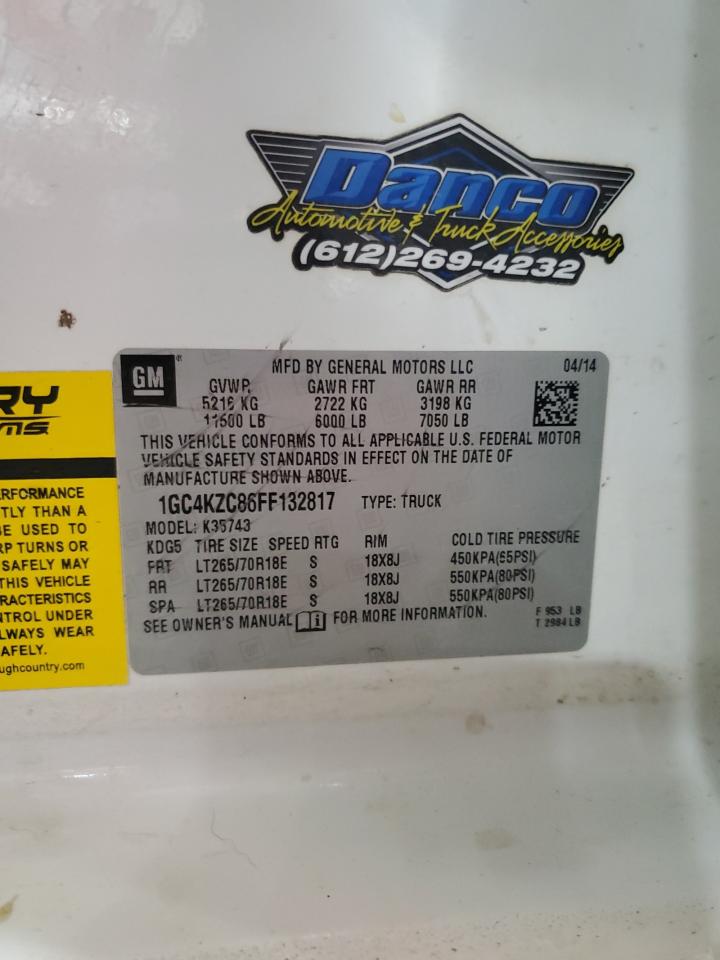 Danco
Automotive & Truck Accessories
(612)269-4232
GM
MFD BY GENERAL MOTORS LLC 04/14
GVWR GAWR FRT GAWR RR
5216 KG 2722 KG 3198 KG
11500 LB 6000 LB 7050 LB
THIS VEHICLE CONFORMS TO ALL APPLICABLE U.S. FEDERAL MOTOR
VEHICLE SAFETY STANDARDS IN EFFECT ON THE DATE OF
MANUFACTURE SHOWN ABOVE.
1GC4KZC86FF132817 TYPE: TRUCK
MODEL: K35743
KDG5 TIRE SIZE SPEED RTG RIM COLD TIRE PRESSURE
FRT LT265/70R18E S 18X8J 450KPA(65PSI)
RR LT265/70R18E S 18X8J 550KPA(80PSI)
SPA LT265/70R18E S 18X8J 550KPA(80PSI)
SEE OWNER'S MANUAL FOR MORE INFORMATION.
F 953 LB
T 2984 LB
RY
MS
RFORMANCE
TLY THAN A
BE USED TO
RP TURNS OR
SAFELY MAY
THIS VEHICLE
RACTERISTICS
NTROL UNDER
LWAYS WEAR
AFELY.
ughcountry.com